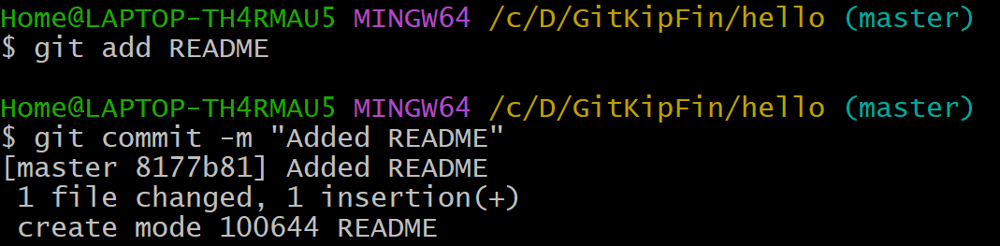 Home@LAPTOP-TH4RMAU5 MINGW64 /c/D/GitKipFin/hello (master)
$ git add README
Home@LAPTOP-TH4RMAU5 MINGW64 /c/D/GitKipFin/hello (master)
$ git commit -m "Added README"
[master 8177b81] Added README
 1 file changed, 1 insertion(+)
 create mode 100644 README